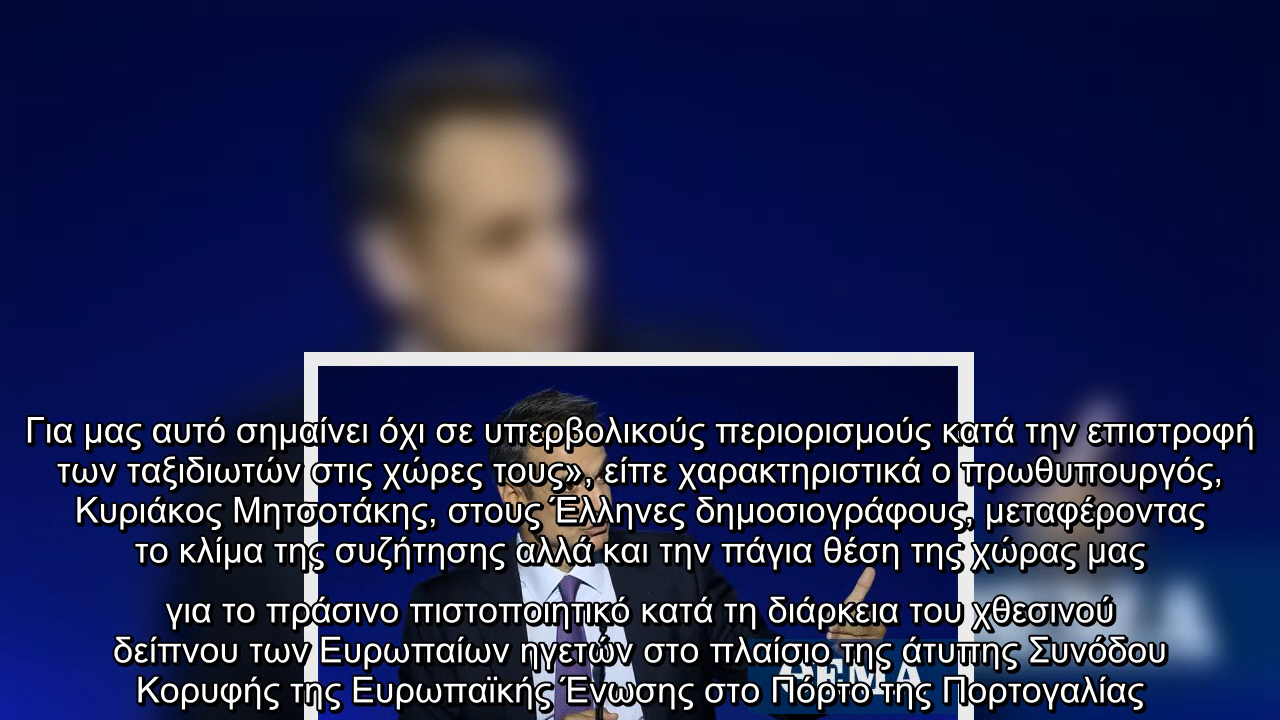 Για μας αυτό σημαίνει όχι σε υπερβολικούς περιορισμούς κατά την επιστροφή
των ταξιδιωτών στις χώρες τους», είπε χαρακτηριστικά ο πρωθυπουργός,
Κυριάκος Μητσοτάκης, στους Έλληνες δημοσιογράφους, μεταφέροντας
το κλίμα της συζήτησης αλλά και την πάγια θέση της χώρας μας
για το πράσινο πιστοποιητικό κατά τη διάρκεια του χθεσινού
δείπνου των Ευρωπαίων ηγετών στο πλαίσιο της άτυπης Συνόδου
Κορυφής της Ευρωπαϊκής Ένωσης στο Πόρτο της Πορτογαλίας